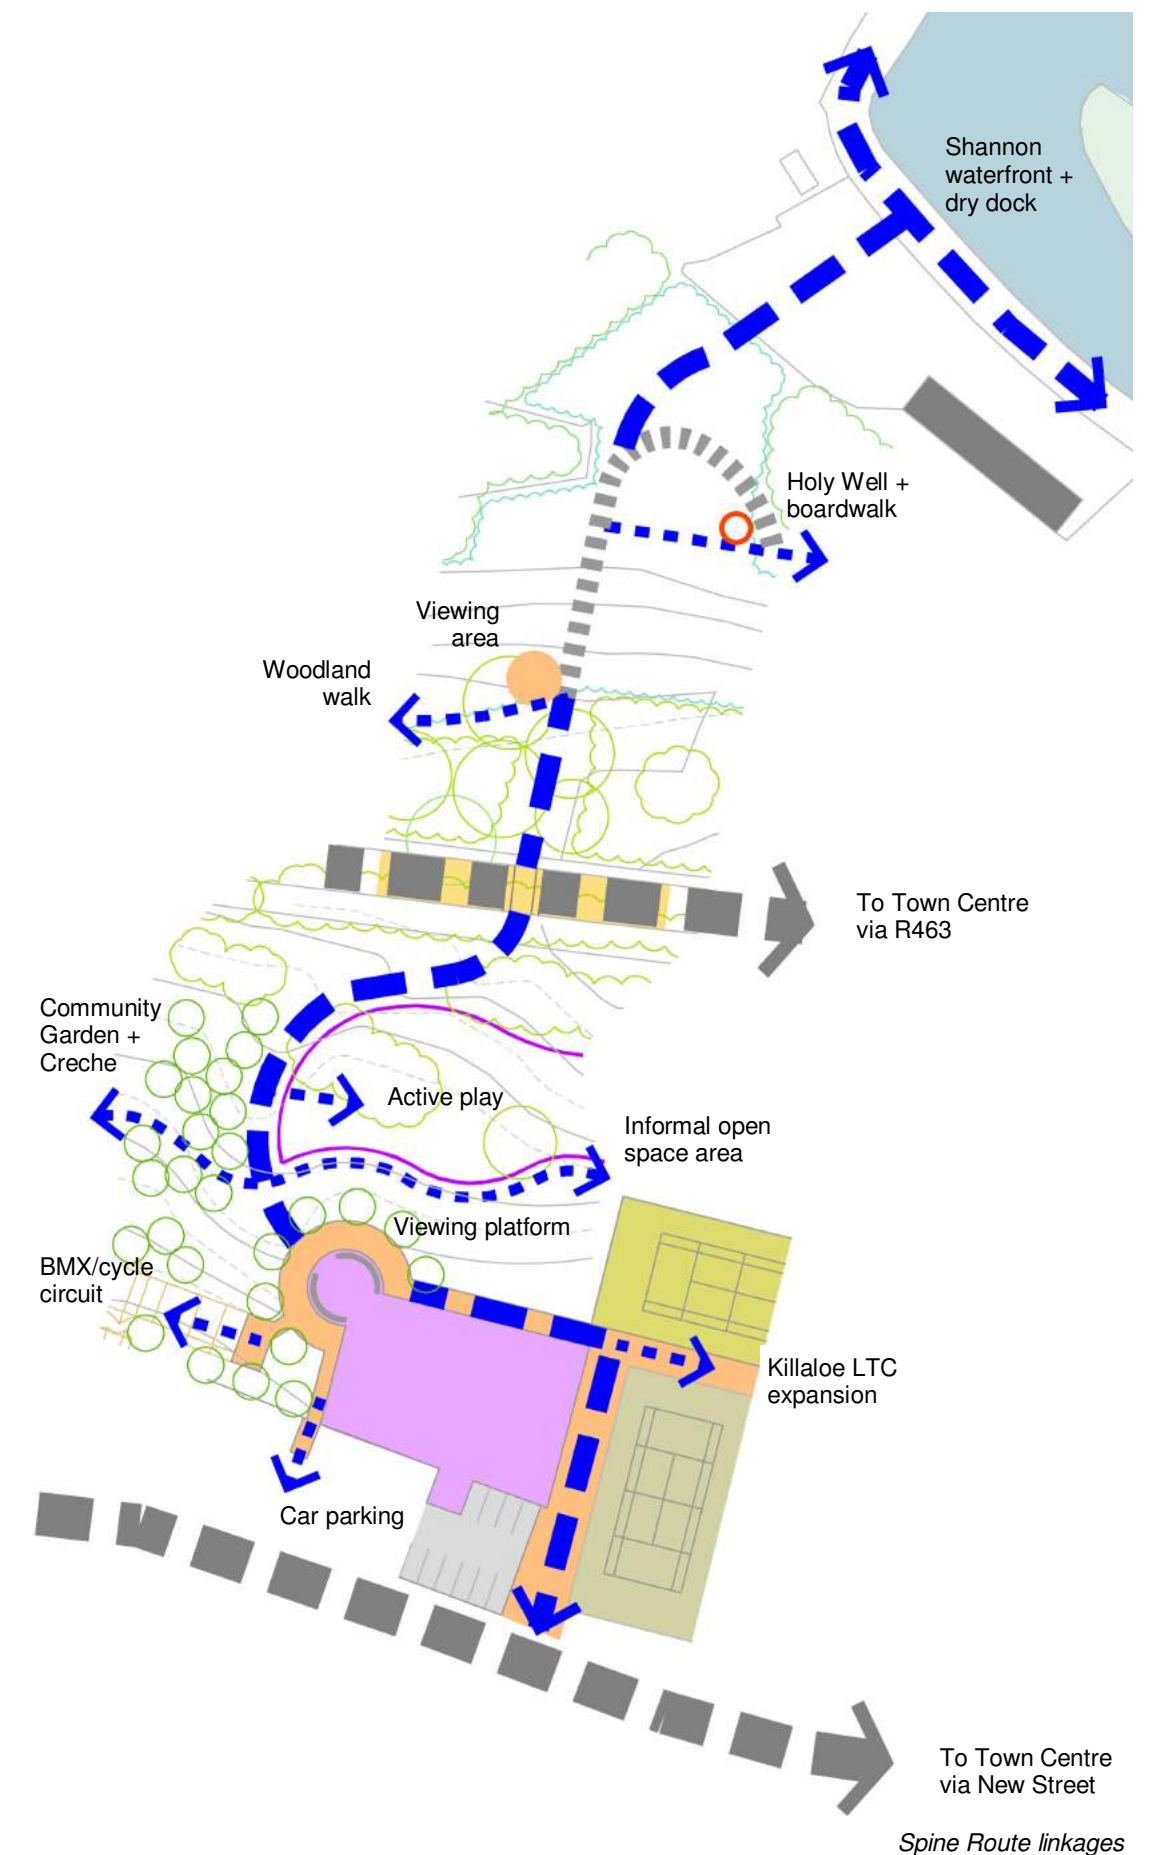 Shannon
waterfront +
dry dock
Holy Well +
boardwalk
Viewing
area
Woodland
walk
To Town Centre
via R463
Community
Garden +
Creche
Active play
Informal open
space area
Viewing platform
BMX/cycle
circuit
Killaloe LTC
expansion
Car parking
To Town Centre
via New Street
Spine Route linkages